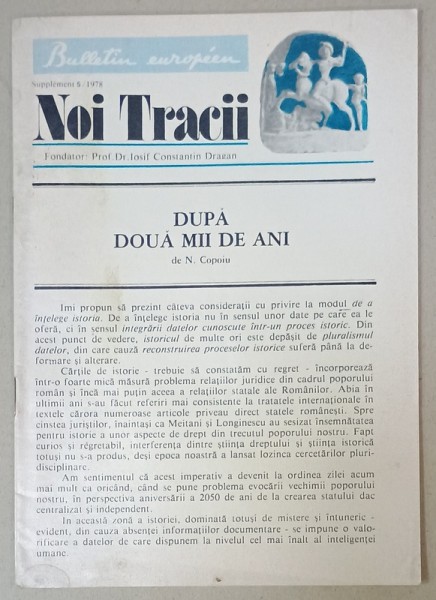 Bulletin européen
Supplement 8. 1978
Noi Tracii
Fondator: Prof. Dr. Iosif Constantin Dragan
DUPĂ
DOUĂ MII DE ANI
de N. Copoiu
Imi propun să prezint câteva considerații cu privire la modul de a
ințelege istoria. De a ințelege istoria nu în sensul unor date pe care ea le
oferă, ci în sensul integrării datelor cunoscute într-un proces istoric. Din
acest punct de vedere, istoricul de multe ori este depășit de pluralismul
datelor, din care cauză reconstruirea proceselor istorice suferă până la de-
formare și alterare.
Cărțile de istorie - trebuie să constatăm cu regret - încorporează
într-o foarte mică măsură problema relațiilor juridice din cadrul poporului
român și încă mai puțin aceea a relațiilor statale ale Românilor. Abia în
ultimii ani s-au făcut referiri mai consistente la tratatele internaționale în
textele cărora numeroase articole priveau direct statele românești. Spre
cinstea juriștilor, inaintași ca Meitani și Longinescu au sesizat însemnătatea
pentru istorie a unor aspecte de drept din trecutul poporului nostru. Fapt
curios și regretabil, interferența dintre știința dreptului și știința istorică
totuși nu s-a produs, deși epoca noastră a lansat lozinca cercetărilor pluri-
disciplinare.
Am sentimentul că acest imperativ a devenit la ordinea zilei acum
mai mult ca oricând, când se pune problema evocării vechimii poporului
nostru, în perspectiva aniversării a 2050 de ani de la crearea statului dac
centralizat și independent.
In această zonă a istoriei, dominată totuși de mistere și întuneric -
evident, din cauza absenței informațiilor documentare - se impune o valo-
rificare a datelor de care dispunem la nivelul cel mai înalt al inteligenței
umane.